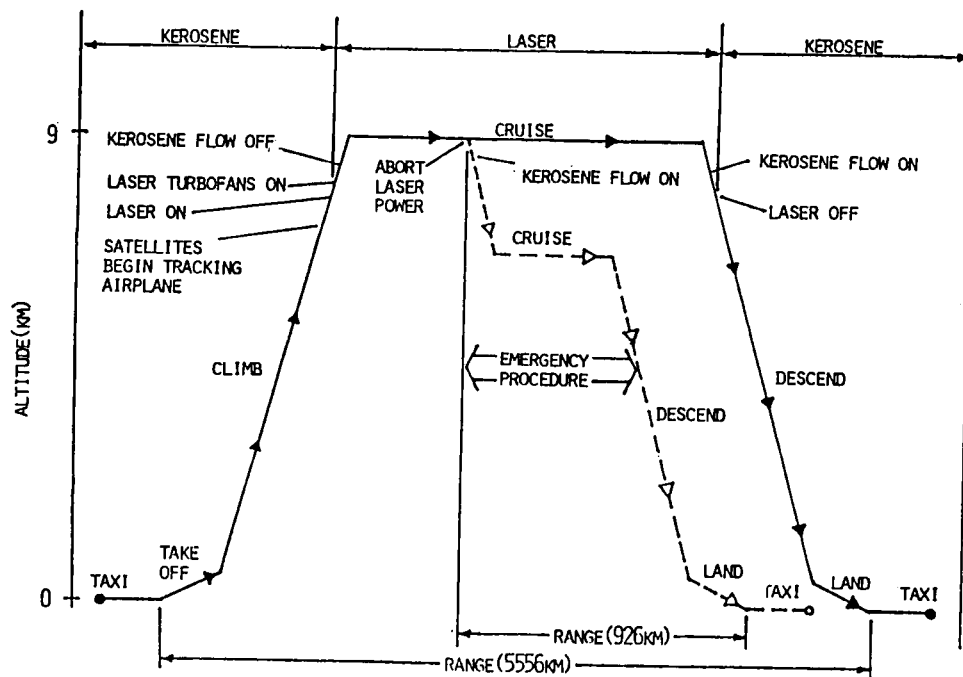 KEROSENE
LASER
KEROSENE
9
CRUISE
KEROSENE FLOW OFF
ABORT
LASER
POWER
KEROSENE FLOW ON
KEROSENE FLOW ON
LASER TURBOFANS ON
LASER ON
LASER OFF
SATELLITES
BEGIN TRACKING
AIRPLANE
CRUISE
ALTITUDE(KM)
CLIMB
EMERGENCY
PROCEDURE
DESCEND
DESCEND
TAKE
OFF
TAXI
0
LAND
TAXI
LAND
TAXI
RANGE(926KM)
RANGE(5556KM)